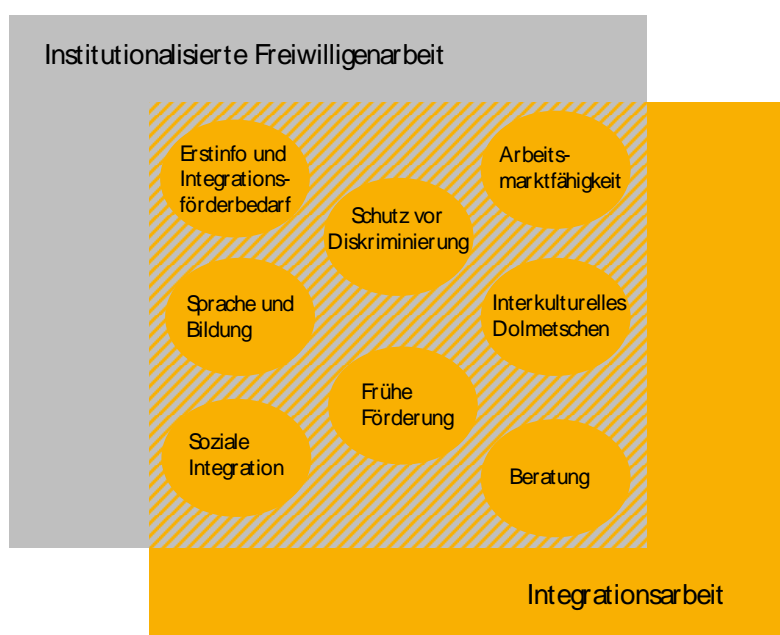 Institutionalisierte Freiwilligenarbeit
Erstinfo und
Integrations-
förderbedarf
Arbeits-
marktfähigkeit
Schutz vor
Diskriminierung
Sprache und
Bildung
Interkulturelles
Dolmetschen
Frühe
Förderung
Soziale
Integration
Beratung
Integrationsarbeit